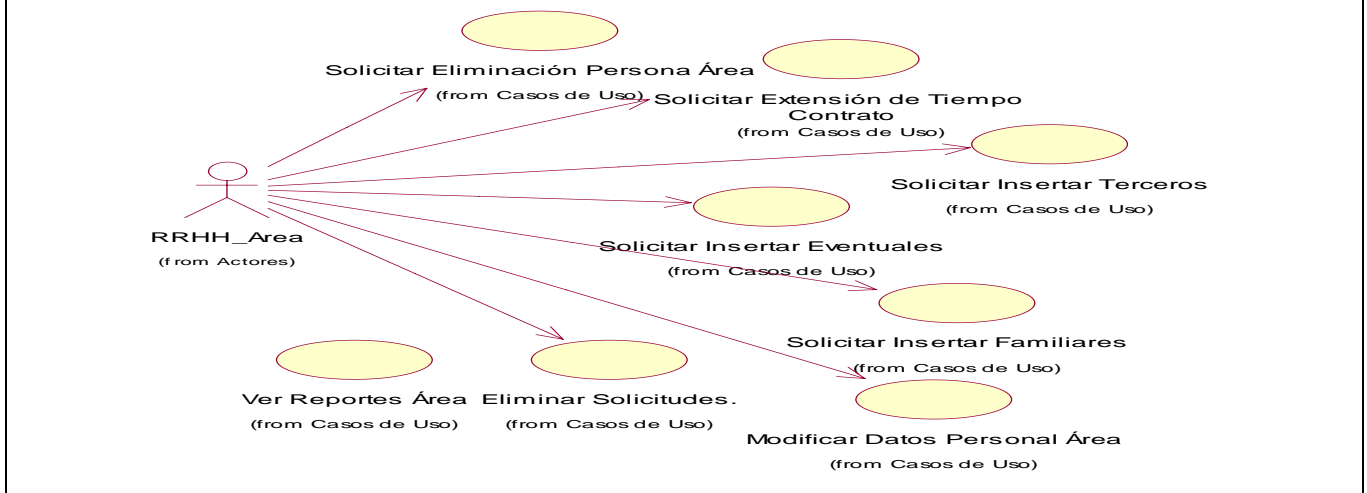 Solicitar Eliminación Persona Área
(from Casos de Uso)
Solicitar Extensión de Tiempo
Contrato
(from Casos de Uso)
Solicitar Insertar Terceros
(from Casos de Uso)
RRHH_Area
(from Actores)
Solicitar Insertar Eventuales
(from Casos de Uso)
Solicitar Insertar Familiares
(from Casos de Uso)
Ver Reportes Área
(from Casos de Uso)
Eliminar Solicitudes.
(from Casos de Uso)
Modificar Datos Personal Área
(from Casos de Uso)